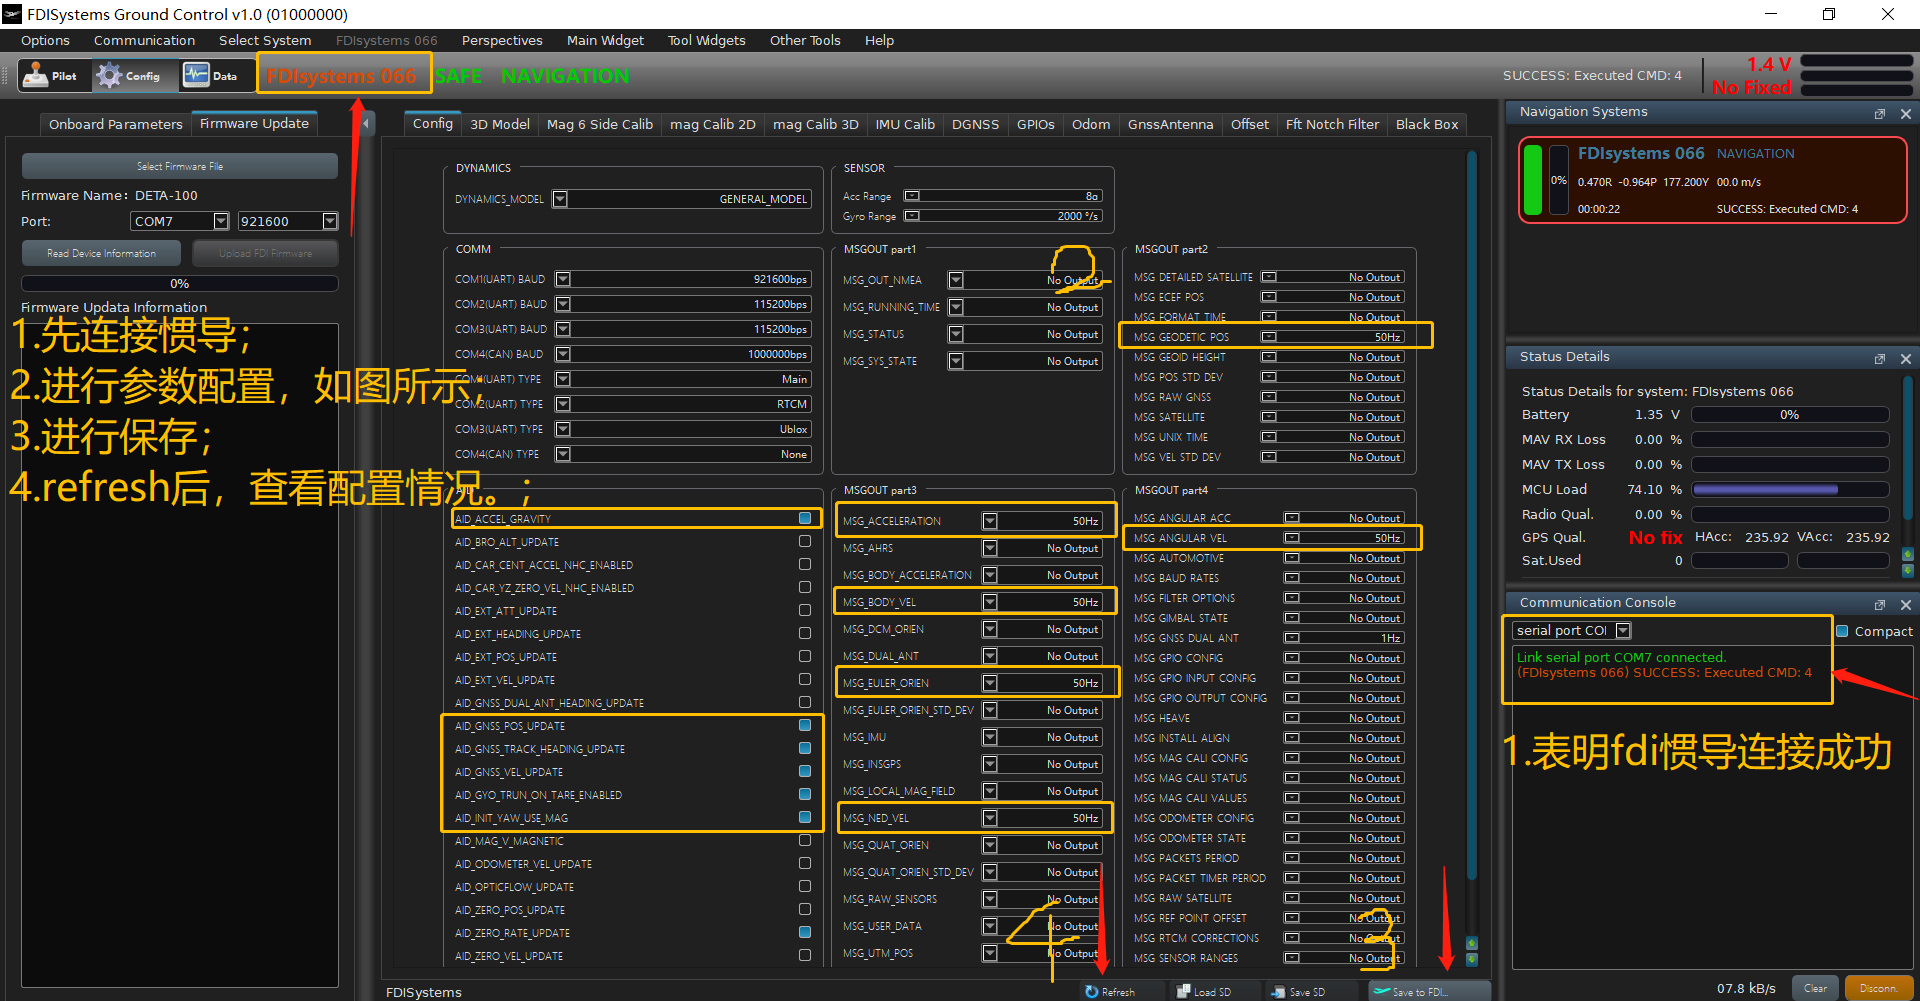 FDISystems Ground Control v1.0 (01000000)
Options Communication Select System FDIsystems 066 Perspectives Main Widget Tool Widgets Other Tools Help
Pilot Config Data FDIsystems 066 SAFE NAVIGATION SUCCESS: Executed CMD: 4 1.4 V
No Fixed
Onboard Parameters Firmware Update
Select Firmware File
Firmware Name: DETA-100
Port: COM7 921600
Read Device Information Upload FDI Firmware
0%
Firmware Updata Information
1.先连接惯导;
2.进行参数配置，如图所示;
3.进行保存;
4.refresh后，查看配置情况。;
Config 3D Model Mag 6 Side Calib mag Calib 2D mag Calib 3D IMU Calib DGNSS GPIOs Odom GnssAntenna Offset Fft Notch Filter Black Box
DYNAMICS
DYNAMICS_MODEL GENERAL_MODEL
SENSOR
Acc Range 8g
Gyro Range 2000 °/s
COMM
COM1(UART) BAUD 921600bps
COM2(UART) BAUD 115200bps
COM3(UART) BAUD 115200bps
COM4(CAN) BAUD 1000000bps
COM1(UART) TYPE Main
COM2(UART) TYPE RTCM
COM3(UART) TYPE Ublox
COM4(CAN) TYPE None
MSGOUT part1
2
MSG_OUT_NMEA No Output
MSG_RUNNING_TIME No Output
MSG_STATUS No Output
MSG_SYS_STATE No Output
MSGOUT part2
MSG DETAILED SATELLITE No Output
MSG ECEF POS No Output
MSG FORMAT TIME No Output
MSG GEODETIC POS 50Hz
MSG GEOID HEIGHT No Output
MSG POS STD DEV No Output
MSG RAW GNSS No Output
MSG SATELLITE No Output
MSG UNIX TIME No Output
MSG VEL STD DEV No Output
AID
AID_ACCEL_GRAVITY
AID_BRO_ALT_UPDATE
AID_CAR_CENT_ACCEL_NHC_ENABLED
AID_CAR_YZ_ZERO_VEL_NHC_ENABLED
AID_EXT_ATT_UPDATE
AID_EXT_HEADING_UPDATE
AID_EXT_POS_UPDATE
AID_EXT_VEL_UPDATE
AID_GNSS_DUAL_ANT_HEADING_UPDATE
AID_GNSS_POS_UPDATE
AID_GNSS_TRACK_HEADING_UPDATE
AID_GNSS_VEL_UPDATE
AID_GYO_TRUN_ON_TARE_ENABLED
AID_INIT_YAW_USE_MAG
AID_MAG_V_MAGNETIC
AID_ODOMETER_VEL_UPDATE
AID_OPTICFLOW_UPDATE
AID_ZERO_POS_UPDATE
AID_ZERO_RATE_UPDATE
AID_ZERO_VEL_UPDATE
MSGOUT part3
MSG_ACCELERATION 50Hz
MSG_AHRS No Output
MSG_BODY_ACCELERATION No Output
MSG_BODY_VEL 50Hz
MSG_DCM_ORIEN No Output
MSG_DUAL_ANT No Output
MSG_EULER_ORIEN 50Hz
MSG_EULER_ORIEN_STD_DEV No Output
MSG_IMU No Output
MSG_INSGPS No Output
MSG_LOCAL_MAG_FIELD No Output
MSG_NED_VEL 50Hz
MSG_QUAT_ORIEN No Output
MSG_QUAT_ORIEN_STD_DEV No Output
MSG_RAW_SENSORS No Output
MSG_USER_DATA No Output
MSG_UTM_POS No Output
4
MSGOUT part4
MSG ANGULAR ACC No Output
MSG ANGULAR VEL 50Hz
MSG AUTOMOTIVE No Output
MSG BAUD RATES No Output
MSG FILTER OPTIONS No Output
MSG GIMBAL STATE No Output
MSG GNSS DUAL ANT 1Hz
MSG GPIO CONFIG No Output
MSG GPIO INPUT CONFIG No Output
MSG GPIO OUTPUT CONFIG No Output
MSG HEAVE No Output
MSG INSTALL ALIGN No Output
MSG MAG CALI CONFIG No Output
MSG MAG CALI STATUS No Output
MSG MAG CALI VALUES No Output
MSG ODOMETER CONFIG No Output
MSG ODOMETER STATE No Output
MSG PACKETS PERIOD No Output
MSG PACKET TIMER PERIOD No Output
MSG RAW SATELLITE No Output
MSG REF POINT OFFSET No Output
MSG RTCM CORRECTIONS No Output
MSG SENSOR RANGES No Output
3
FDISystems Refresh Load SD Save SD Save to FDI...
Navigation Systems
FDIsystems 066 NAVIGATION
0% 0.470R -0.964P 177.200Y 00.0 m/s
00:00:22 SUCCESS: Executed CMD: 4
Status Details
Status Details for system: FDIsystems 066
Battery 1.35 V 0%
MAV RX Loss 0.00 %
MAV TX Loss 0.00 %
MCU Load 74.10 %
Radio Qual. 0.00 %
GPS Qual. No fix HAcc: 235.92 VAcc: 235.92
Sat.Used 0
Communication Console
serial port COI Compact
Link serial port COM7 connected.
(FDIsystems 066) SUCCESS: Executed CMD: 4
1.表明fdi惯导连接成功
07.8 kB/s Clear Disconn.